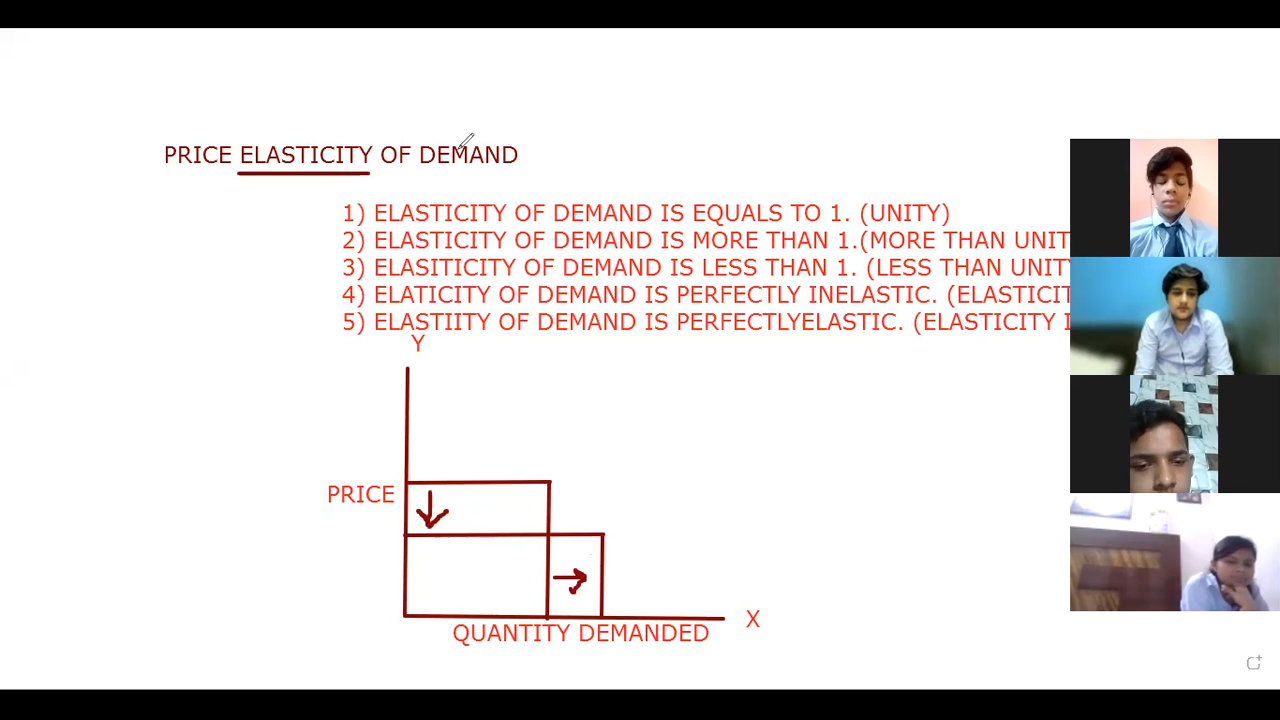 PRICE ELASTICITY OF DEMAND
1) ELASTICITY OF DEMAND IS EQUALS TO 1. (UNITY)
2) ELASTICITY OF DEMAND IS MORE THAN 1.(MORE THAN UNIT
3) ELASITICITY OF DEMAND IS LESS THAN 1. (LESS THAN UNITY
4) ELATICITY OF DEMAND IS PERFECTLY INELASTIC. (ELASTICIT
5) ELASTIITY OF DEMAND IS PERFECTLYELASTIC. (ELASTICITY I
Y
PRICE
X
QUANTITY DEMANDED